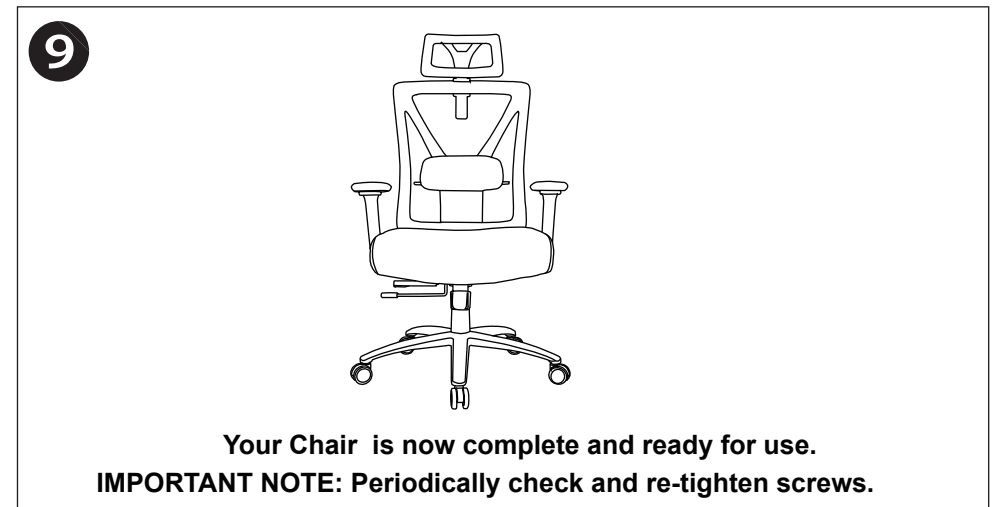 9
Your Chair  is now complete and ready for use.
IMPORTANT NOTE: Periodically check and re-tighten screws.